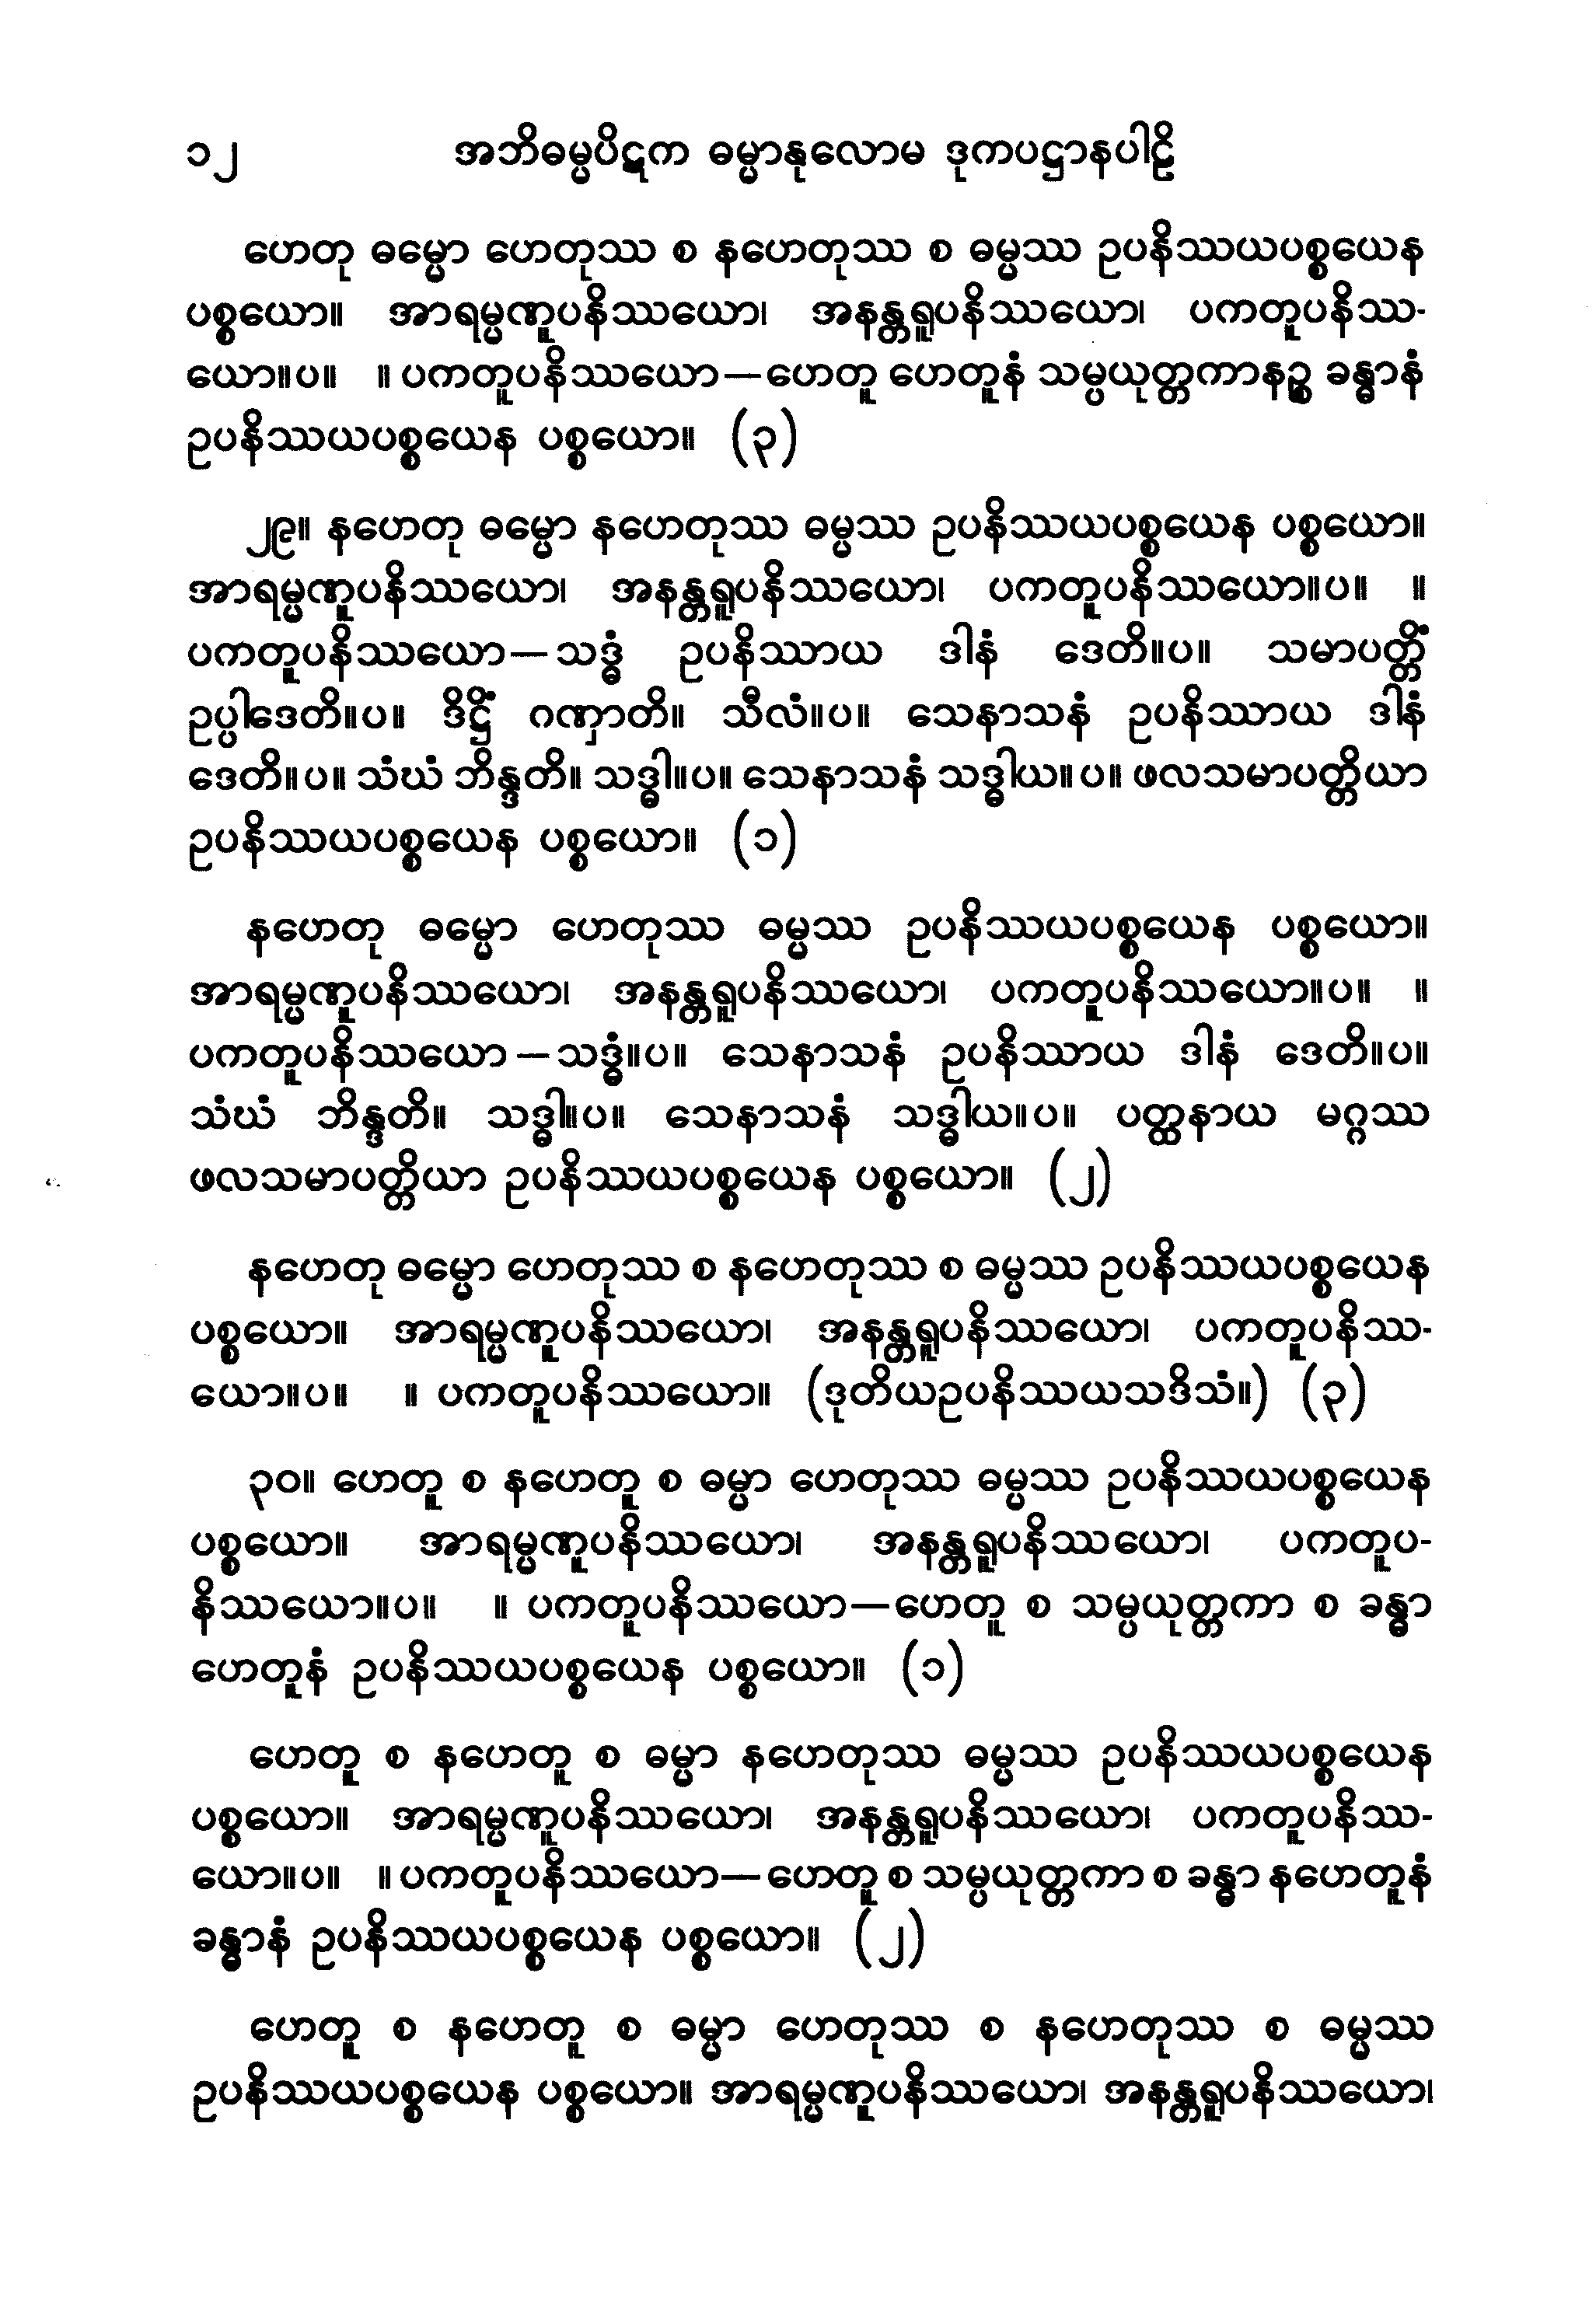 ၁၂ အဘိဓမ္မပိဋက ဓမ္မာနုလောမ ဒုကပဋ္ဌာနပါဠိ
ဟေတု ဓမ္မော ဟေတုဿ စ နဟေတုဿ စ ဓမ္မဿ ဥပနိဿယပစ္စယေန
ပစ္စယော။ အာရမ္မဏူပနိဿယော၊ အနန္တရူပနိဿယော၊ ပကတူပနိဿ-
ယော။ပ။ ။ ပကတူပနိဿယော—ဟေတူ ဟေတူနံ သမ္ပယုတ္တကာနဉ္စ ခန္ဓာနံ
ဥပနိဿယပစ္စယေန ပစ္စယော။ (၃)
၂၉။ နဟေတု ဓမ္မော နဟေတုဿ ဓမ္မဿ ဥပနိဿယပစ္စယေန ပစ္စယော။
အာရမ္မဏူပနိဿယော၊ အနန္တရူပနိဿယော၊ ပကတူပနိဿယော။ပ။ ။
ပကတူပနိဿယော—သဒ္ဓံ ဥပနိဿာယ ဒါနံ ဒေတိ။ပ။ သမာပတ္တိံ
ဥပ္ပါဒေတိ။ပ။ ဒိဋ္ဌိံ ဂဏှာတိ။ သီလံ။ပ။ သေနာသနံ ဥပနိဿာယ ဒါနံ
ဒေတိ။ပ။ သံဃံ ဘိန္ဒတိ။ သဒ္ဓါ။ပ။ သေနာသနံ သဒ္ဓါယ။ပ။ ဖလသမာပတ္တိယာ
ဥပနိဿယပစ္စယေန ပစ္စယော။ (၁)
နဟေတု ဓမ္မော ဟေတုဿ ဓမ္မဿ ဥပနိဿယပစ္စယေန ပစ္စယော။
အာရမ္မဏူပနိဿယော၊ အနန္တရူပနိဿယော၊ ပကတူပနိဿယော။ပ။ ။
ပကတူပနိဿယော—သဒ္ဓံ။ပ။ သေနာသနံ ဥပနိဿာယ ဒါနံ ဒေတိ။ပ။
သံဃံ ဘိန္ဒတိ။ သဒ္ဓါ။ပ။ သေနာသနံ သဒ္ဓါယ။ပ။ ပတ္ထနာယ မဂ္ဂဿ
ဖလသမာပတ္တိယာ ဥပနိဿယပစ္စယေန ပစ္စယော။ (၂)
နဟေတု ဓမ္မော ဟေတုဿ စ နဟေတုဿ စ ဓမ္မဿ ဥပနိဿယပစ္စယေန
ပစ္စယော။ အာရမ္မဏူပနိဿယော၊ အနန္တရူပနိဿယော၊ ပကတူပနိဿ-
ယော။ပ။ ။ ပကတူပနိဿယော။ (ဒုတိယဥပနိဿယသဒိသံ။) (၃)
၃၀။ ဟေတူ စ နဟေတူ စ ဓမ္မာ ဟေတုဿ ဓမ္မဿ ဥပနိဿယပစ္စယေန
ပစ္စယော။ အာရမ္မဏူပနိဿယော၊ အနန္တရူပနိဿယော၊ ပကတူပ-
နိဿယော။ပ။ ။ ပကတူပနိဿယော—ဟေတူ စ သမ္ပယုတ္တကာ စ ခန္ဓာ
ဟေတူနံ ဥပနိဿယပစ္စယေန ပစ္စယော။ (၁)
ဟေတူ စ နဟေတူ စ ဓမ္မာ နဟေတုဿ ဓမ္မဿ ဥပနိဿယပစ္စယေန
ပစ္စယော။ အာရမ္မဏူပနိဿယော၊ အနန္တရူပနိဿယော၊ ပကတူပနိဿ-
ယော။ပ။ ။ ပကတူပနိဿယော—ဟေတူ စ သမ္ပယုတ္တကာ စ ခန္ဓာ နဟေတူနံ
ခန္ဓာနံ ဥပနိဿယပစ္စယေန ပစ္စယော။ (၂)
ဟေတူ စ နဟေတူ စ ဓမ္မာ ဟေတုဿ စ နဟေတုဿ စ ဓမ္မဿ
ဥပနိဿယပစ္စယေန ပစ္စယော။ အာရမ္မဏူပနိဿယော၊ အနန္တရူပနိဿယော၊